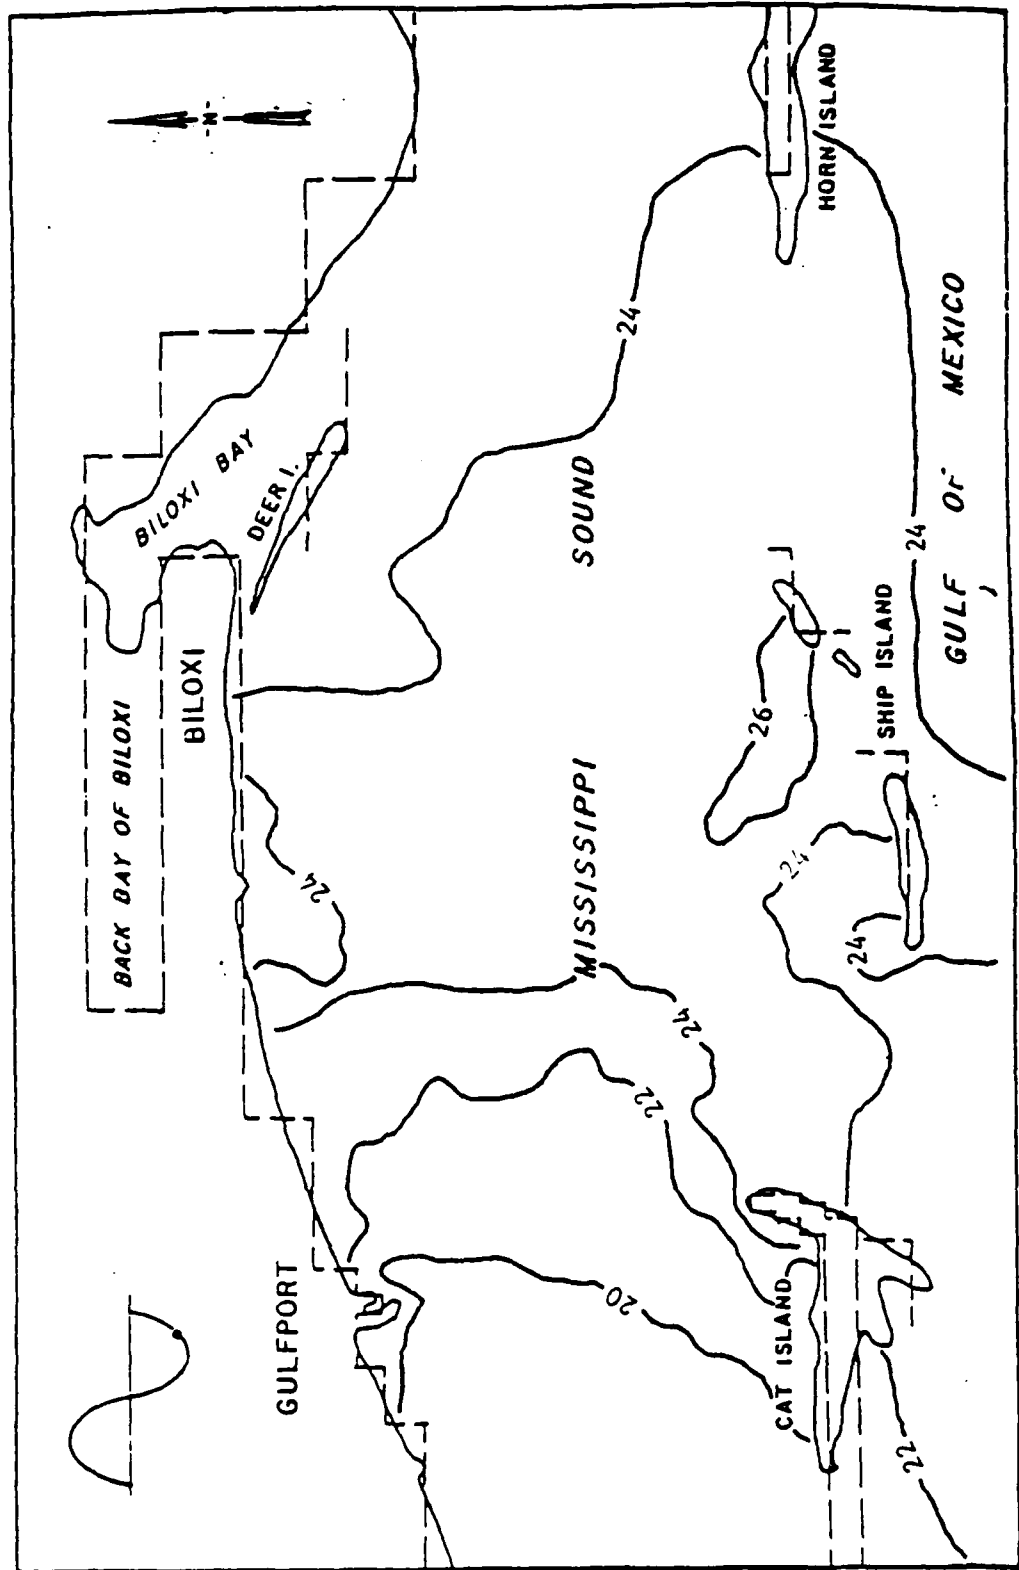 N
BACK BAY OF BILOXI
BILOXI BAY
BILOXI
DEER I.
GULFPORT
HORN ISLAND
24
24
24
24
22
20
MISSISSIPPI SOUND
26
24
24
SHIP ISLAND
24
CAT ISLAND
22
GULF OF MEXICO